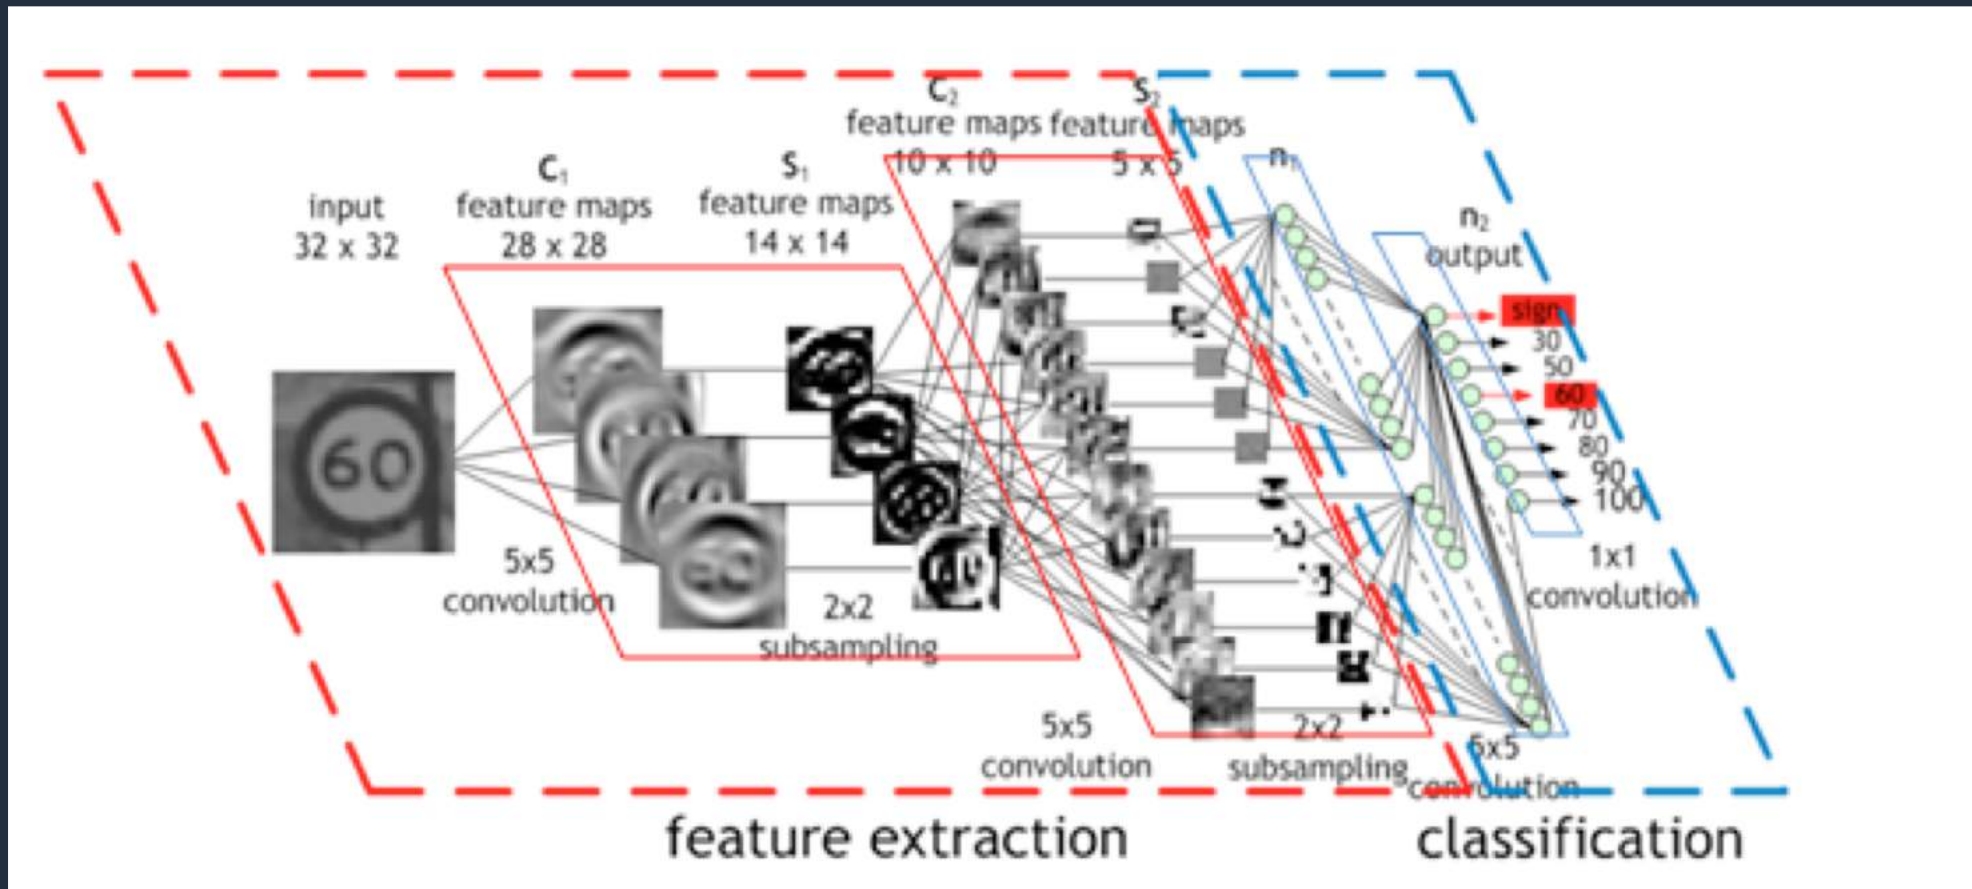 input
32 x 32
C₁
feature maps
28 x 28
S₁
feature maps
14 x 14
C₂
feature maps
10 x 10
S₂
feature maps
5 x 5
n₁
n₂
output
sign
30
50
60
70
80
90
100
60
5x5
convolution
2x2
subsampling
5x5
convolution
2x2
subsampling
5x5
convolution
1x1
convolution
feature extraction
classification